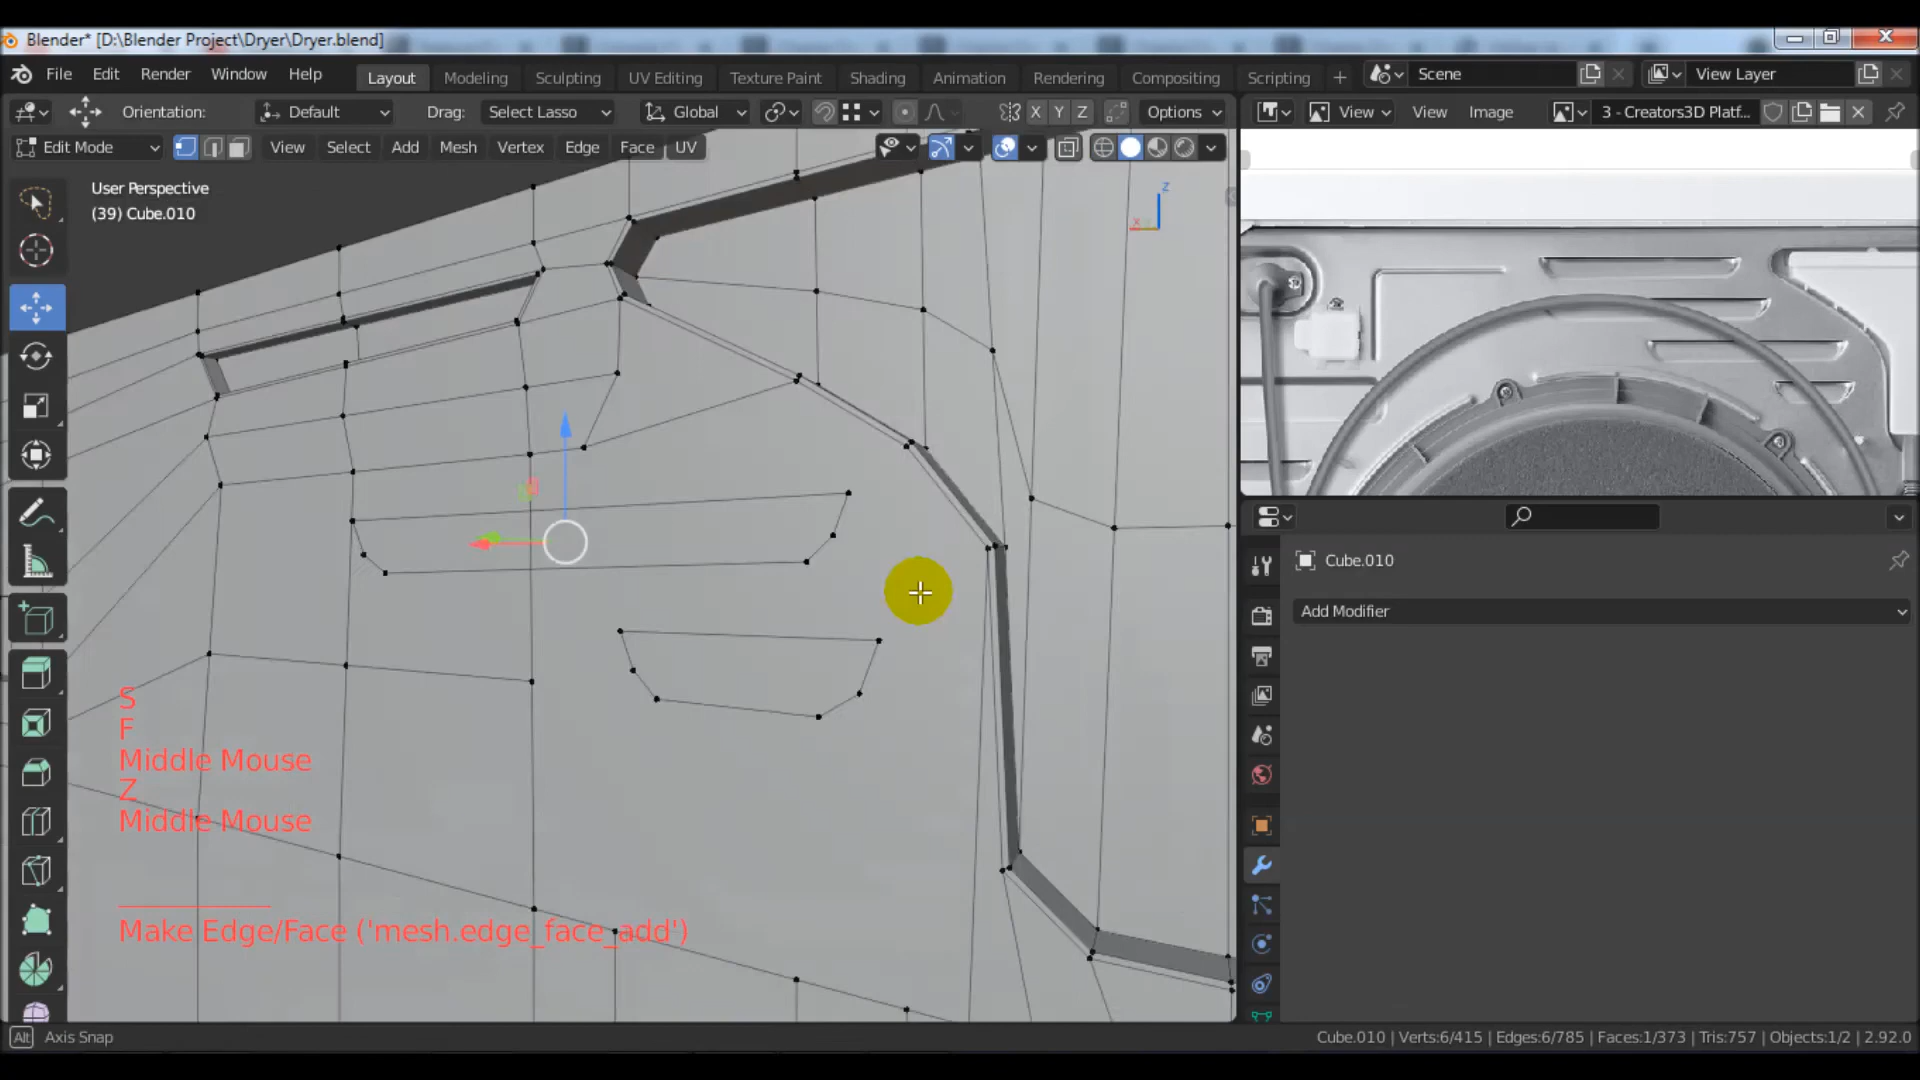 Blender* [D:\Blender Project\Dryer\Dryer.blend]
File Edit Render Window Help Layout Modeling Sculpting UV Editing Texture Paint Shading Animation Rendering Compositing Scripting + Scene View Layer
Orientation: Default Drag: Select Lasso Global X Y Z Options View View Image 3 - Creators3D Platf...
Edit Mode View Select Add Mesh Vertex Edge Face UV
User Perspective
(39) Cube.010
Z
X
Cube.010
Add Modifier
S
F
Middle Mouse
Z
Middle Mouse
Make Edge/Face ('mesh.edge_face_add')
Alt Axis Snap Cube.010 | Verts:6/415 | Edges:6/785 | Faces:1/373 | Tris:757 | Objects:1/2 | 2.92.0